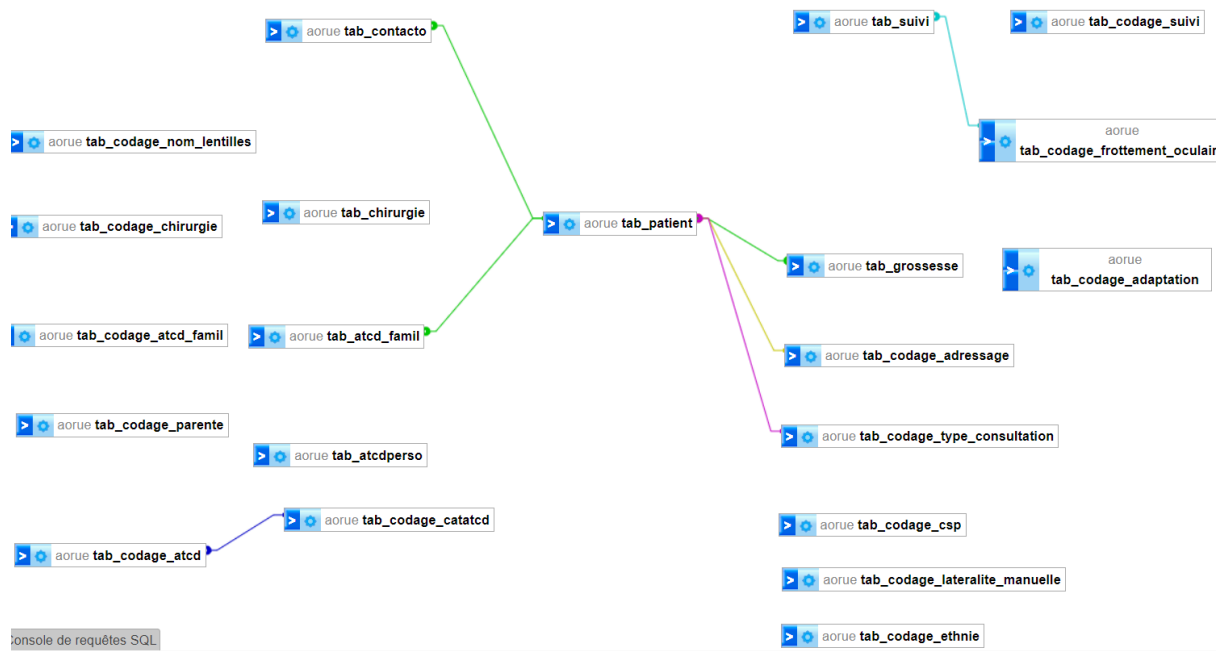 aorue tab_contacto
aorue tab_suivi
aorue tab_codage_suivi
aorue tab_codage_nom_lentilles
aorue
tab_codage_frottement_oculair
aorue tab_codage_chirurgie
aorue tab_chirurgie
aorue tab_patient
aorue tab_grossesse
aorue
tab_codage_adaptation
aorue tab_codage_atcd_famil
aorue tab_atcd_famil
aorue tab_codage_adressage
aorue tab_codage_parente
aorue tab_atcdperso
aorue tab_codage_type_consultation
aorue tab_codage_catatcd
aorue tab_codage_csp
aorue tab_codage_atcd
aorue tab_codage_lateralite_manuelle
aorue tab_codage_ethnie
Console de requêtes SQL